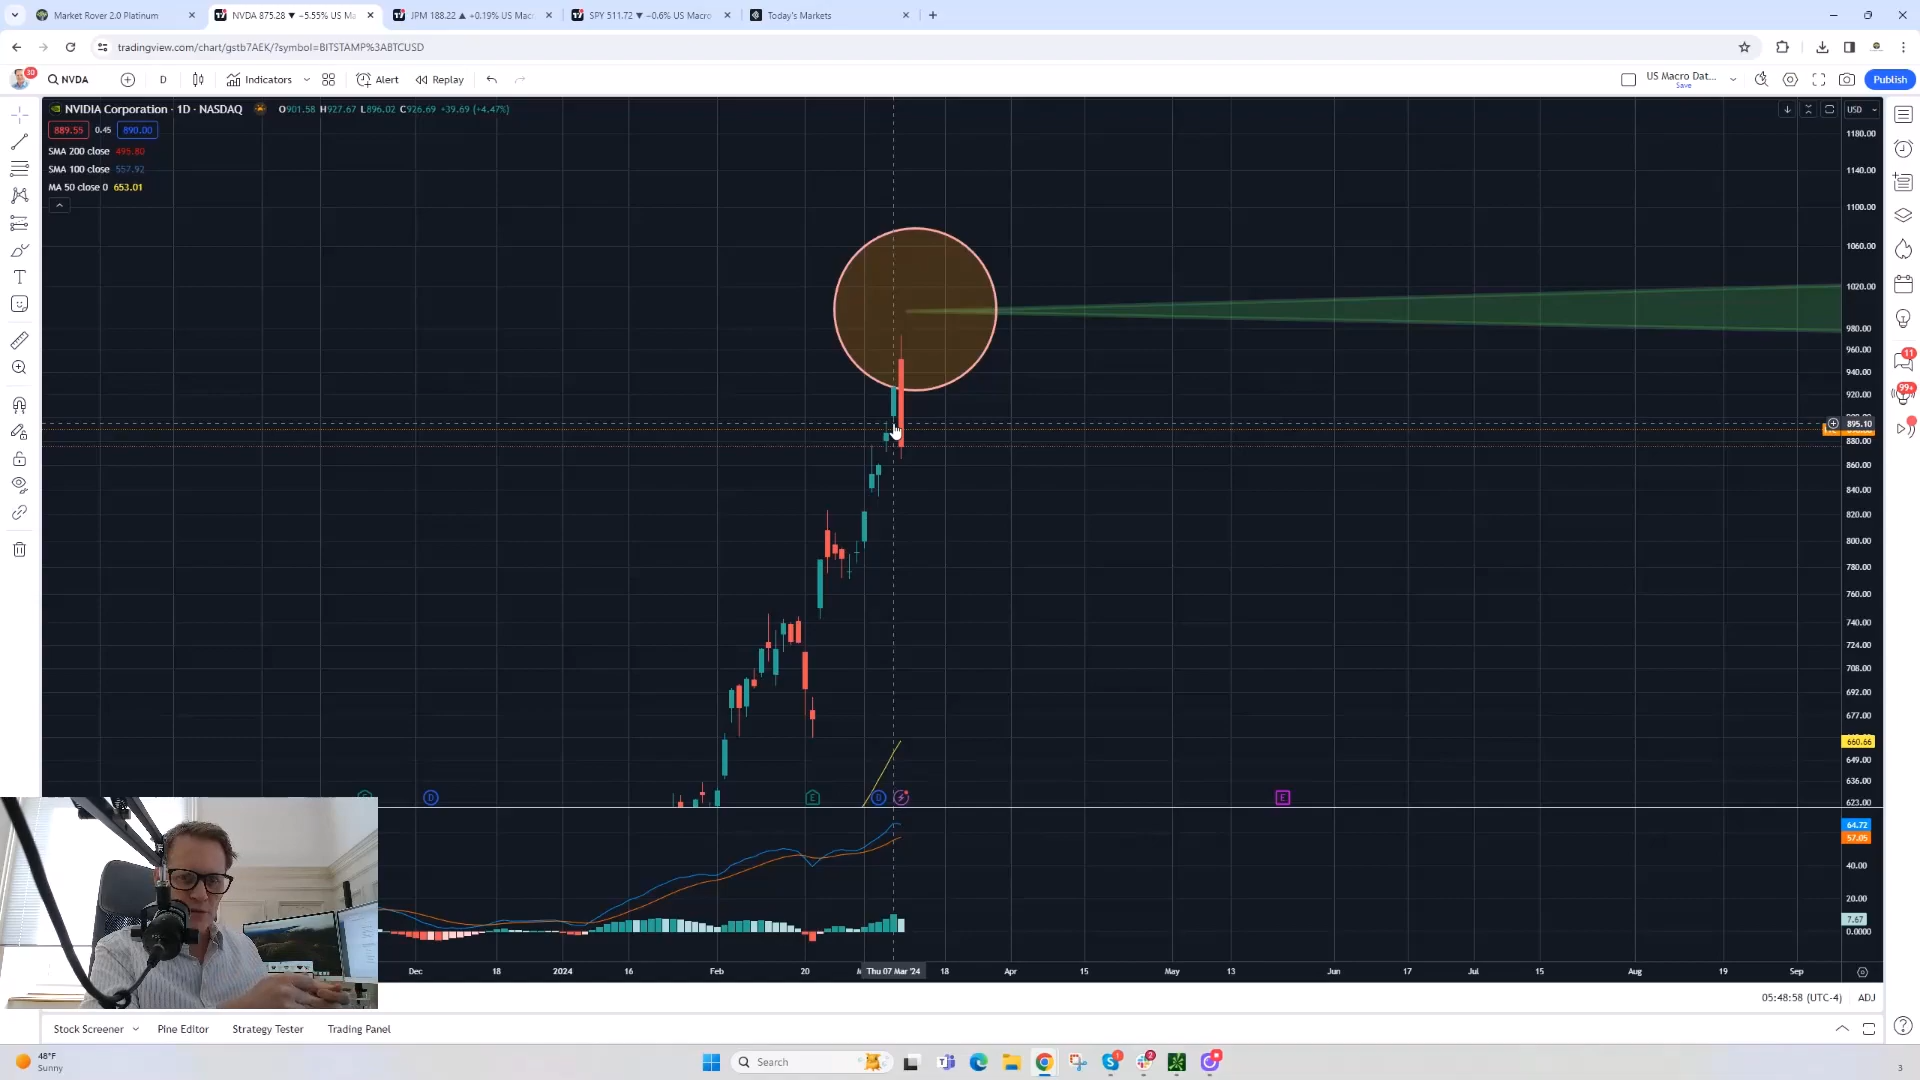 Market Rover 2.0 Platinum
NVDA 875.28 ▼ −5.55% US Ma
JPM 188.22 ▲ +0.19% US Mac
SPY 511.72 ▼ −0.6% US Macro
Today's Markets
tradingview.com/chart/gstb7AEK/?symbol=BITSTAMP%3ABTCUSD
30
NVDA
D
Indicators
Alert
Replay
US Macro Dat...
Save
Publish
NVIDIA Corporation · 1D · NASDAQ
O901.58 H927.67 L896.02 C926.69 +39.69 (+4.47%)
USD
889.55 0.45 890.00
SMA 200 close 495.80
SMA 100 close 557.92
MA 50 close 0 653.01
1180.00
1140.00
1100.00
1060.00
1020.00
980.00
960.00
940.00
920.00
895.10
880.00
860.00
840.00
820.00
800.00
780.00
760.00
740.00
724.00
708.00
692.00
677.00
660.66
649.00
636.00
623.00
11
99+
D
E
D
E
64.72
57.05
40.00
20.00
7.67
0.0000
Dec
18
2024
16
Feb
20
Thu 07 Mar '24
18
Apr
15
May
13
Jun
17
Jul
15
Aug
19
Sep
05:48:58 (UTC-4)
ADJ
Stock Screener
Pine Editor
Strategy Tester
Trading Panel
48°F
Sunny
Search
1
2
3